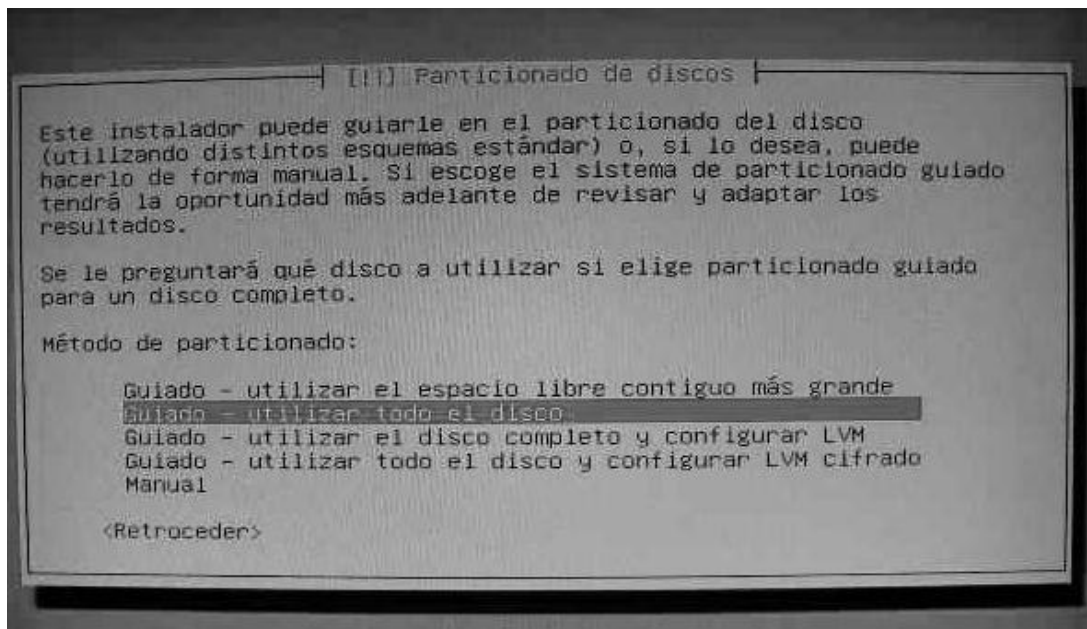 [!!] Particionado de discos
Este instalador puede guiarle en el particionado del disco
(utilizando distintos esquemas estándar) o, si lo desea, puede
hacerlo de forma manual. Si escoge el sistema de particionado guiado
tendrá la oportunidad más adelante de revisar y adaptar los
resultados.
Se le preguntará qué disco a utilizar si elige particionado guiado
para un disco completo.
Método de particionado:
Guiado - utilizar el espacio libre contiguo más grande
Guiado - utilizar todo el disco
Guiado - utilizar el disco completo y configurar LVM
Guiado - utilizar todo el disco y configurar LVM cifrado
Manual
<Retroceder>